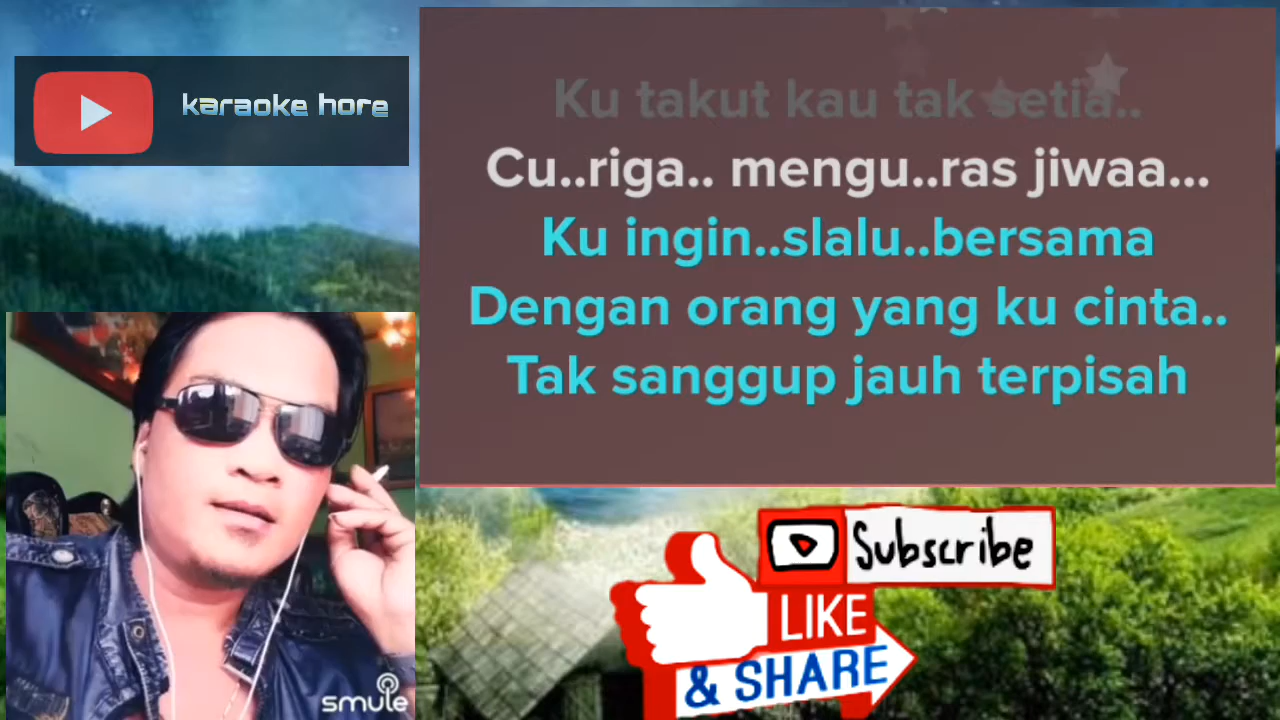 karaoke hore
Ku takut kau tak setia..
Cu..riga.. mengu..ras jiwaa...
Ku ingin..slalu..bersama
Dengan orang yang ku cinta..
Tak sanggup jauh terpisah
Subscribe
LIKE
& SHARE
smule